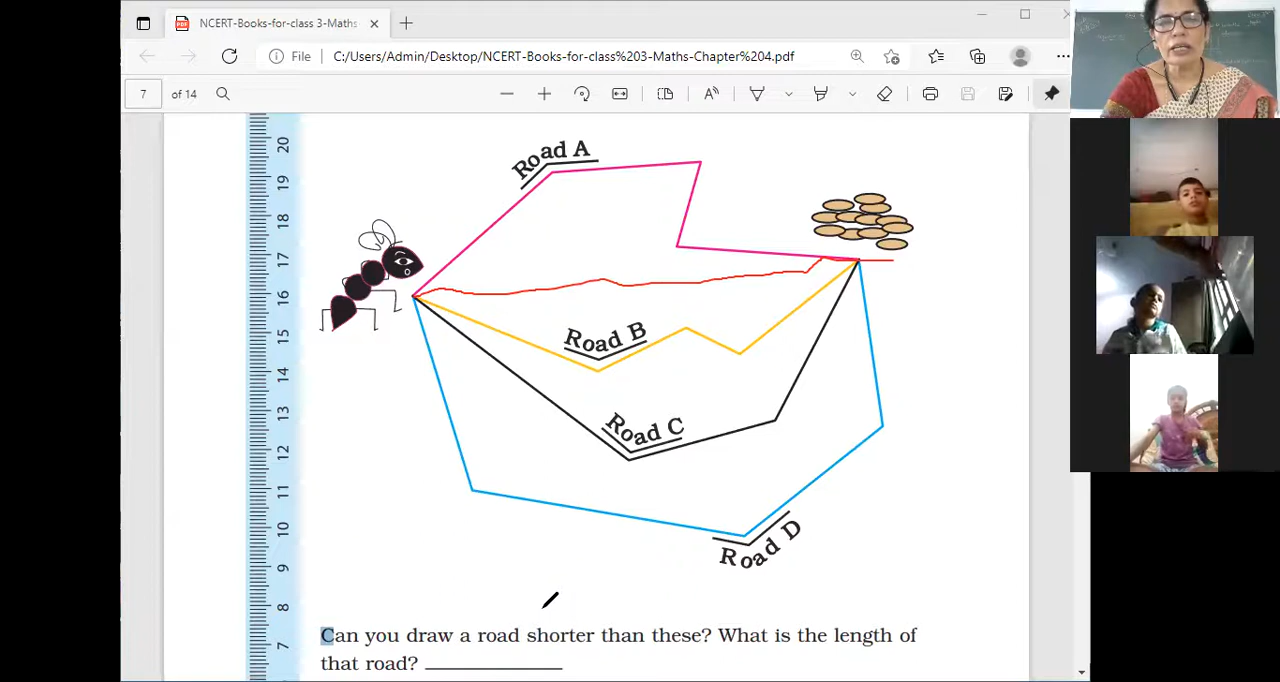 NCERT-Books-for-class 3-Maths-
File C:/Users/Admin/Desktop/NCERT-Books-for-class%203-Maths-Chapter%204.pdf
7 of 14
Road A
Road B
Road C
Road D
20
19
18
17
16
15
14
13
12
11
10
9
8
7
Can you draw a road shorter than these? What is the length of
that road? ____________